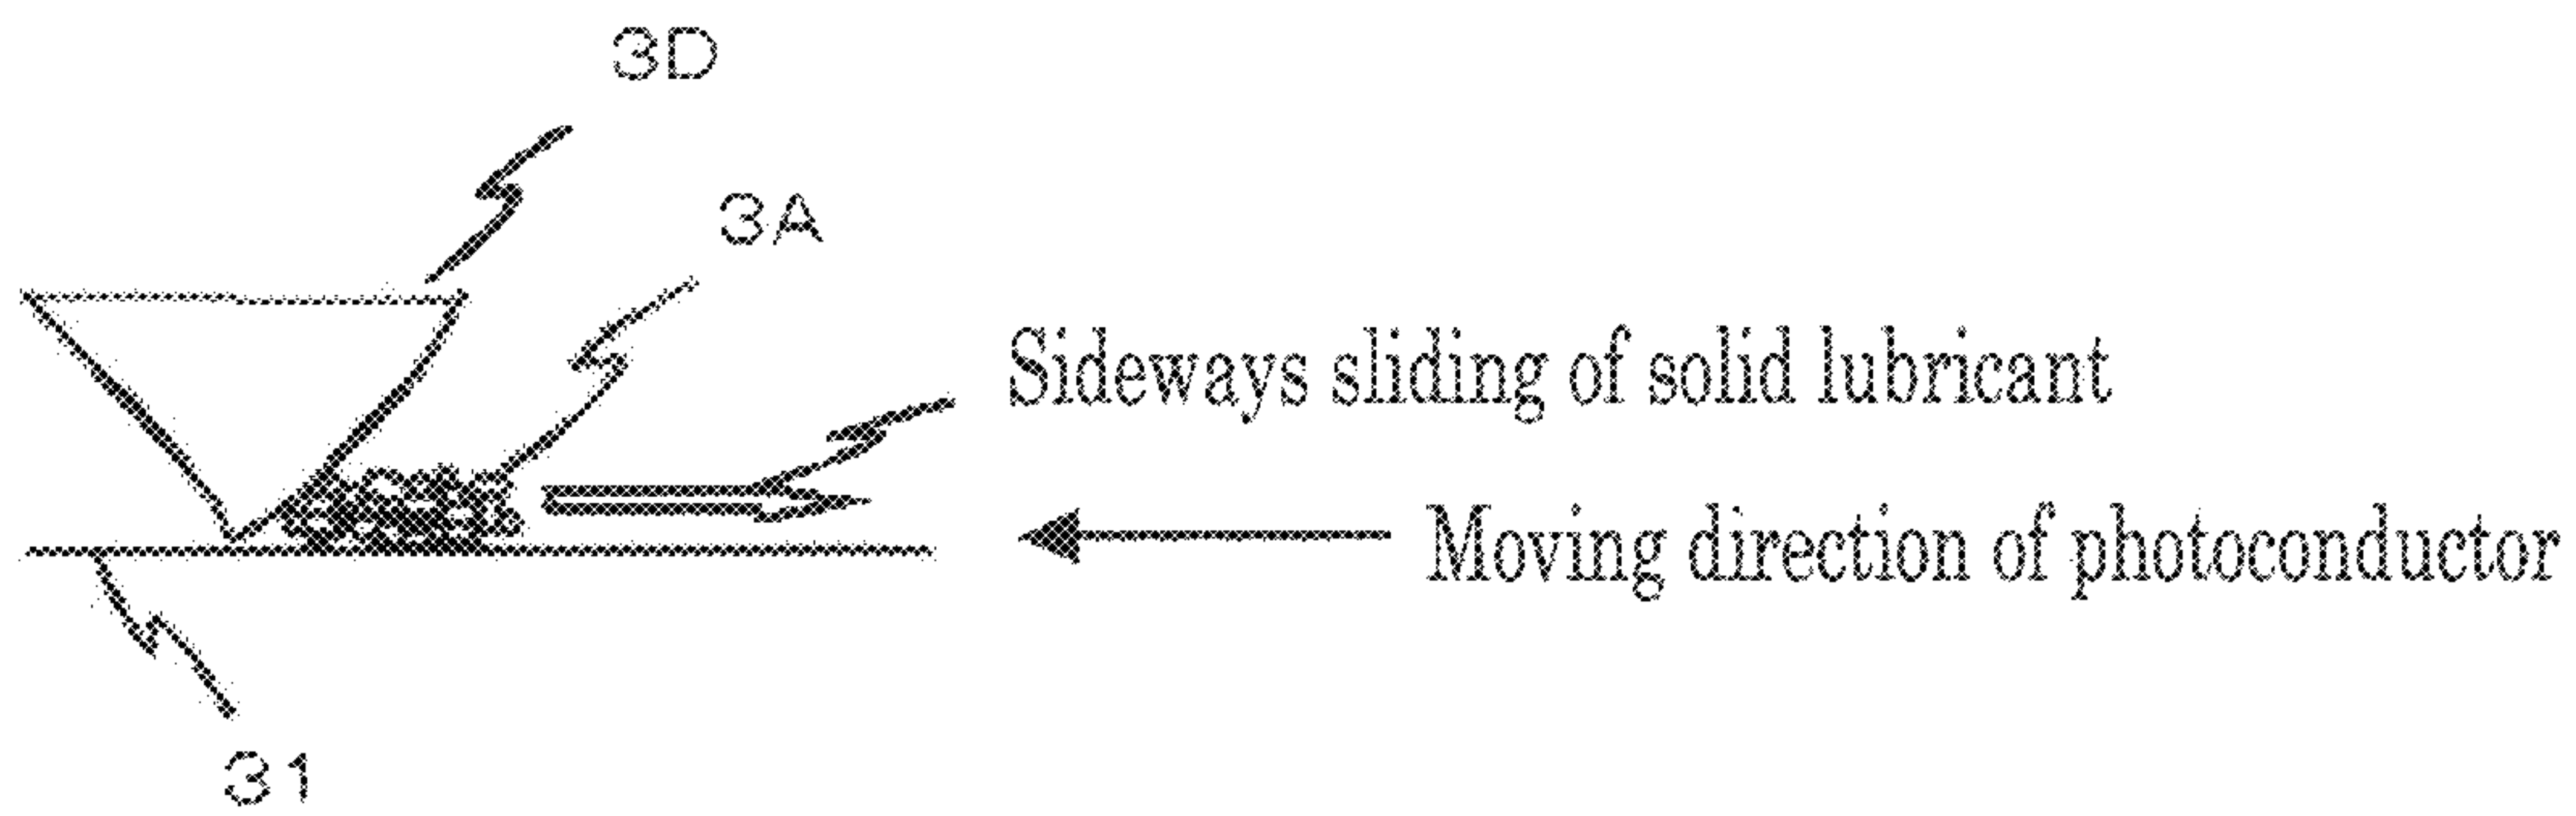 3D
3A
Sideways sliding of solid lubricant
Moving direction of photoconductor
31